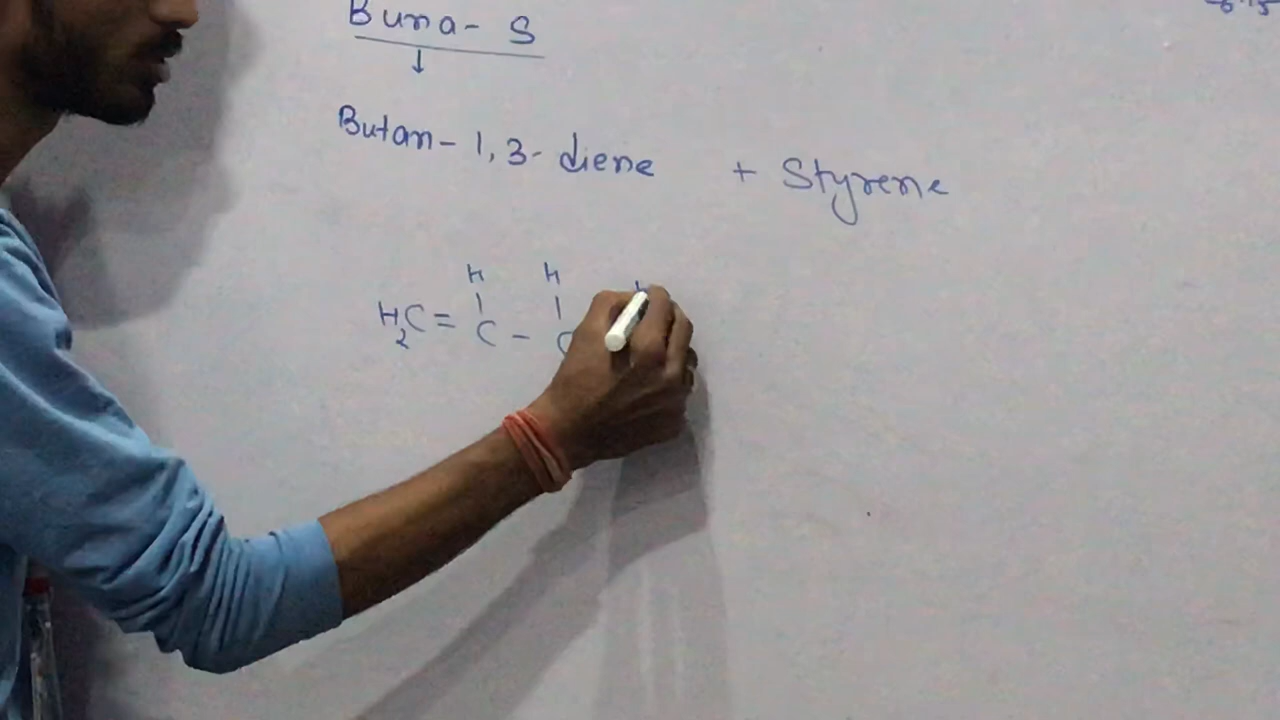 Buna- S
↓
Butan- 1,3- diene + Styrene
H H
H₂C = C - C